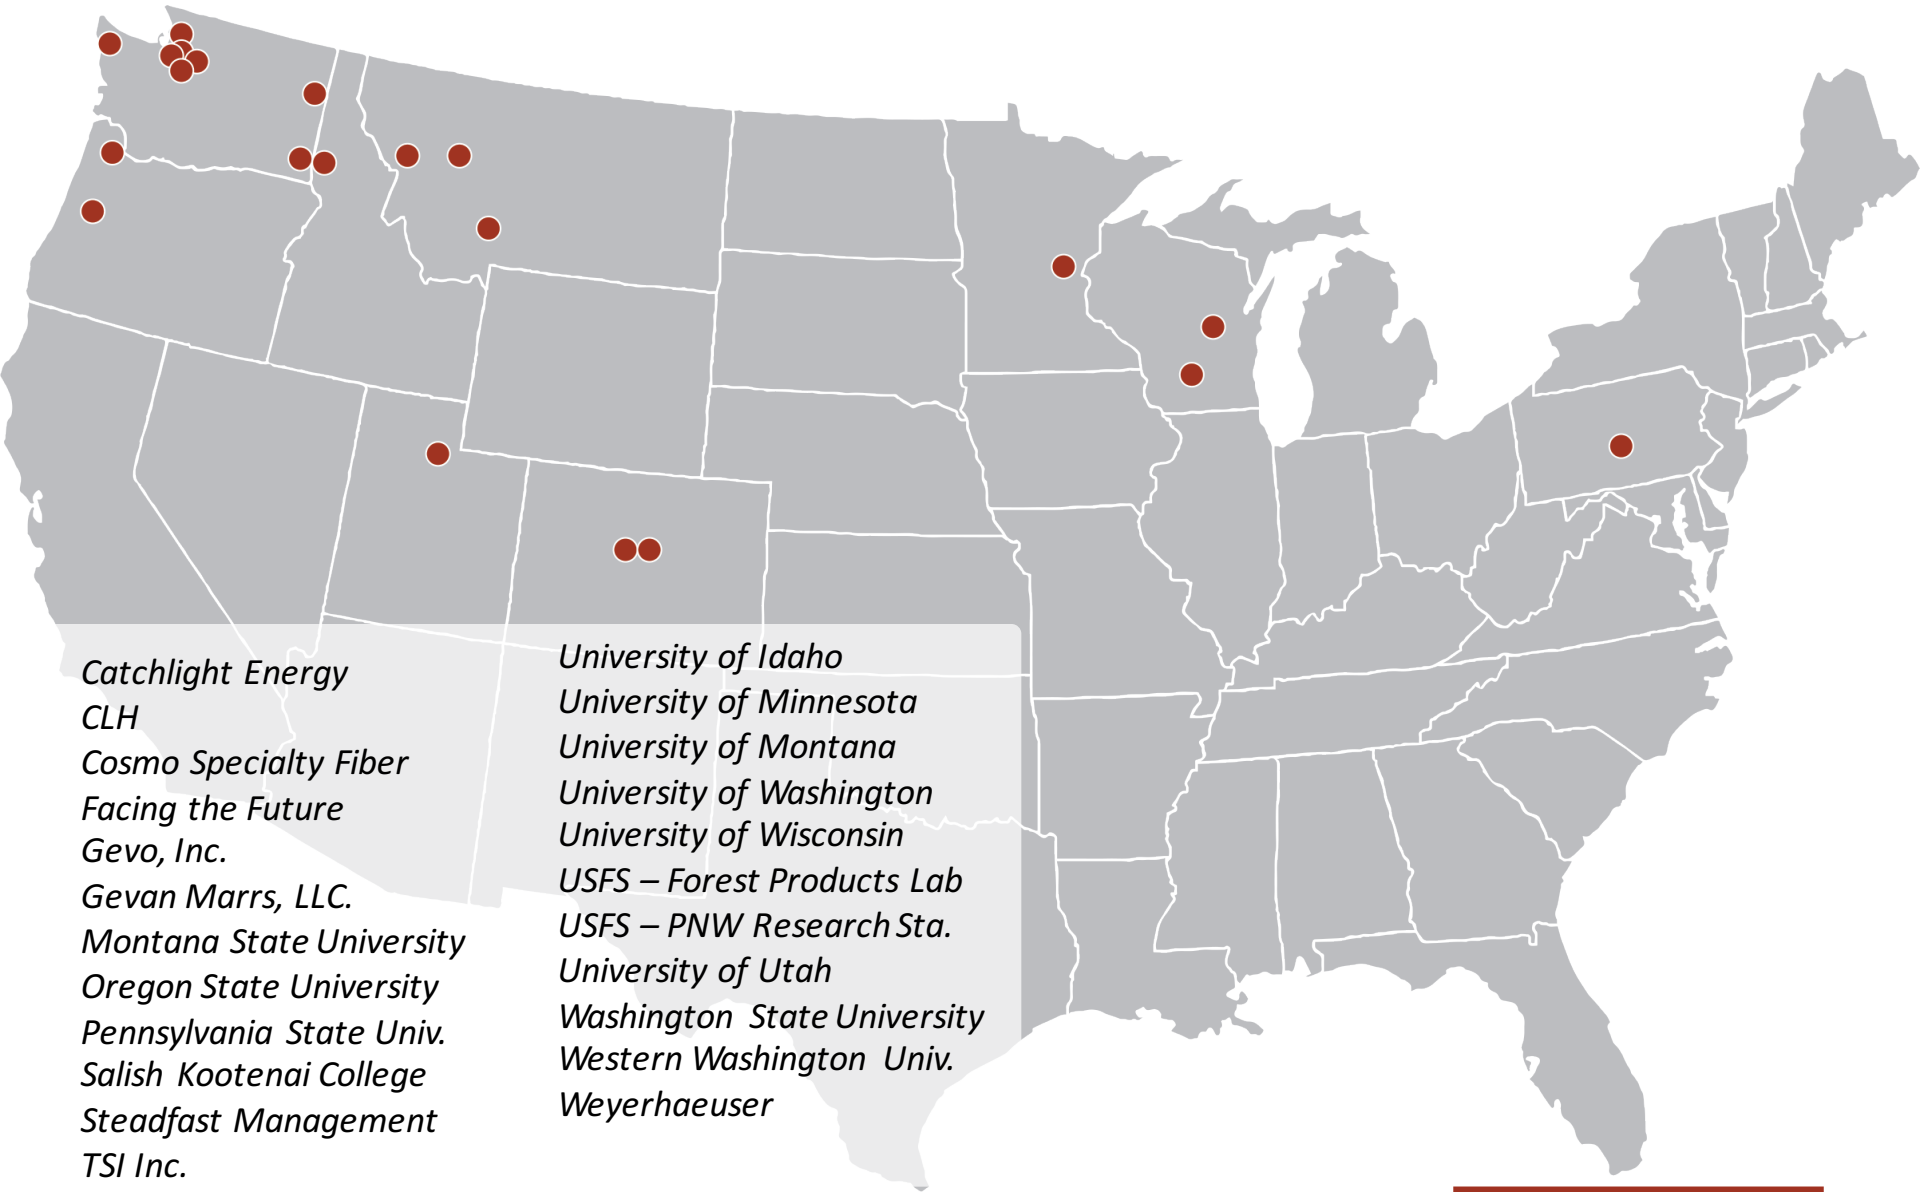 Catchlight Energy
CLH
Cosmo Specialty Fiber
Facing the Future
Gevo, Inc.
Gevan Marrs, LLC.
Montana State University
Oregon State University
Pennsylvania State Univ.
Salish Kootenai College
Steadfast Management
TSI Inc.
University of Idaho
University of Minnesota
University of Montana
University of Washington
University of Wisconsin
USFS – Forest Products Lab
USFS – PNW Research Sta.
University of Utah
Washington State University
Western Washington Univ.
Weyerhaeuser